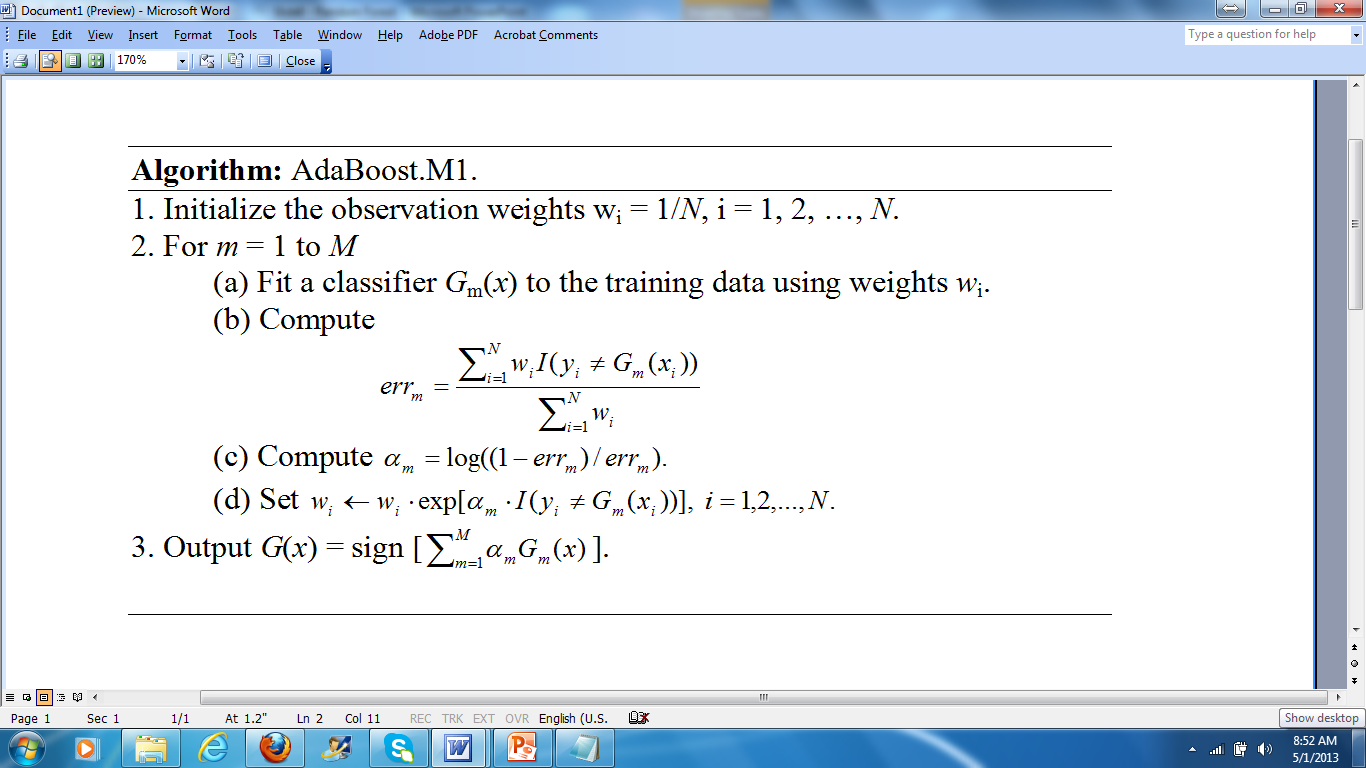 Document1 (Preview) - Microsoft Word
File Edit View Insert Format Tools Table Window Help Adobe PDF Acrobat Comments Type a question for help
170% Close
Algorithm: AdaBoost.M1.
1. Initialize the observation weights wᵢ = 1/N, i = 1, 2, …, N.
2. For m = 1 to M
(a) Fit a classifier Gₘ(x) to the training data using weights wᵢ.
(b) Compute
errₘ = ∑ᵢ₌₁ᴺ wᵢI(yᵢ ≠ Gₘ(xᵢ)) / ∑ᵢ₌₁ᴺ wᵢ
(c) Compute αₘ = log((1 − errₘ) / errₘ).
(d) Set wᵢ ← wᵢ · exp[αₘ · I(yᵢ ≠ Gₘ(xᵢ))], i = 1,2,..., N.
3. Output G(x) = sign [∑ₘ₌₁ᴹ αₘGₘ(x) ].
Page 1 Sec 1 1/1 At 1.2" Ln 2 Col 11 REC TRK EXT OVR English (U.S. Show desktop
8:52 AM
5/1/2013